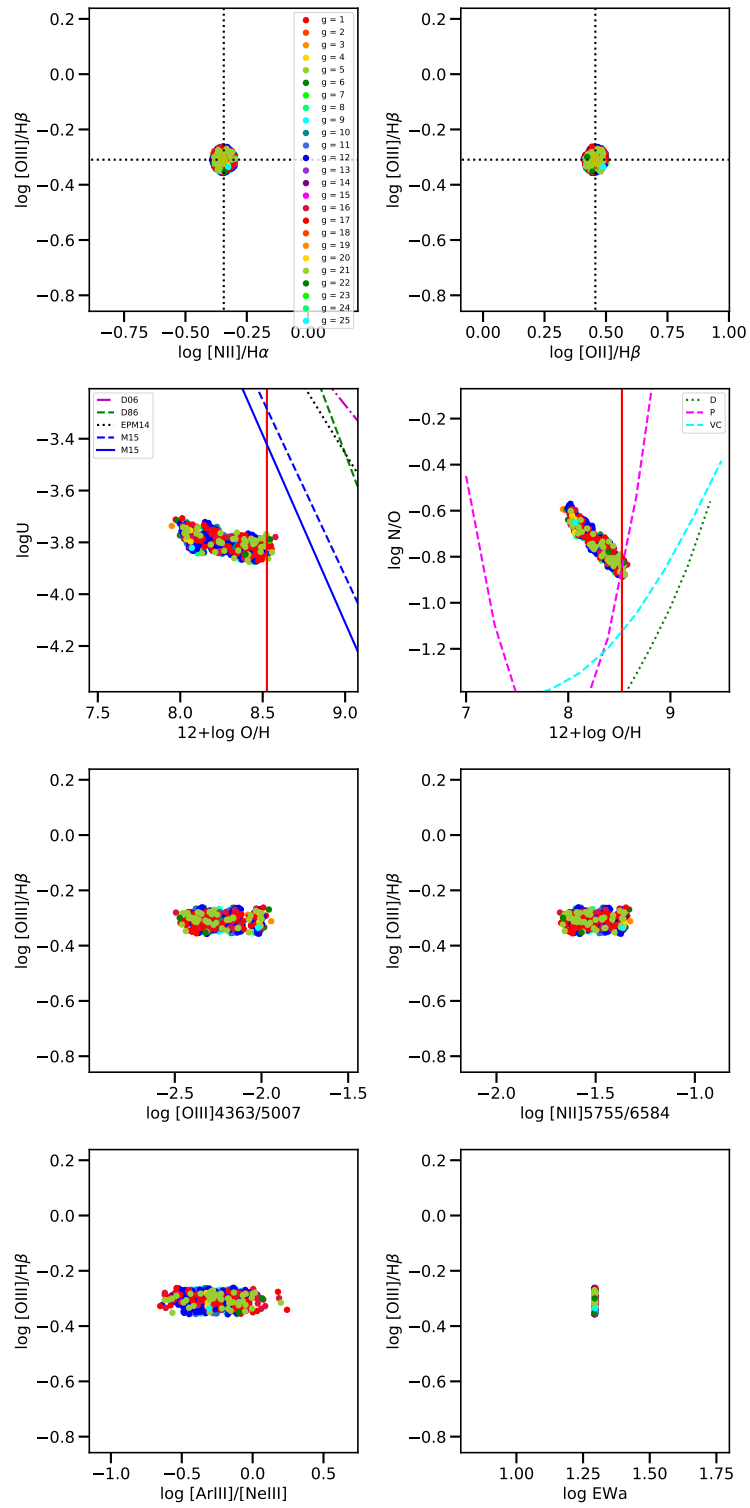 0.2
0.0
−0.2
−0.4
−0.6
−0.8
log [OIII]/Hβ
−0.75
−0.50
−0.25
0.00
log [NII]/Hα
g = 1
g = 2
g = 3
g = 4
g = 5
g = 6
g = 7
g = 8
g = 9
g = 10
g = 11
g = 12
g = 13
g = 14
g = 15
g = 16
g = 17
g = 18
g = 19
g = 20
g = 21
g = 22
g = 23
g = 24
g = 25
0.2
0.0
−0.2
−0.4
−0.6
−0.8
log [OIII]/Hβ
0.00
0.25
0.50
0.75
1.00
log [OII]/Hβ
D06
D86
EPM14
M15
M15
−3.4
−3.6
−3.8
−4.0
−4.2
logU
7.5
8.0
8.5
9.0
12+log O/H
D
P
VC
−0.2
−0.4
−0.6
−0.8
−1.0
−1.2
log N/O
7
8
9
12+log O/H
0.2
0.0
−0.2
−0.4
−0.6
−0.8
log [OIII]/Hβ
−2.5
−2.0
−1.5
log [OIII]4363/5007
0.2
0.0
−0.2
−0.4
−0.6
−0.8
log [OIII]/Hβ
−2.0
−1.5
−1.0
log [NII]5755/6584
0.2
0.0
−0.2
−0.4
−0.6
−0.8
log [OIII]/Hβ
−1.0
−0.5
0.0
0.5
log [ArIII]/[NeIII]
0.2
0.0
−0.2
−0.4
−0.6
−0.8
log [OIII]/Hβ
1.00
1.25
1.50
1.75
log EWa